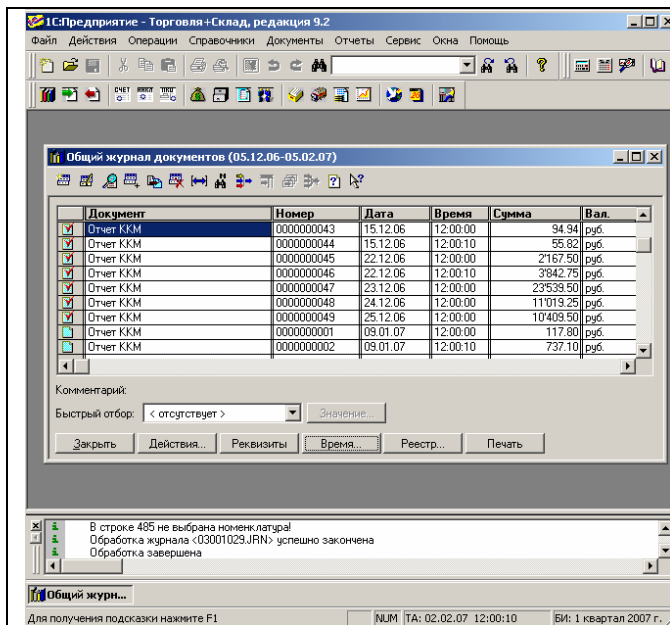 1С:Предприятие - Торговля+Склад, редакция 9.2
Файл Действия Операции Справочники Документы Отчеты Сервис Окна Помощь
Общий журнал документов (05.12.06-05.02.07)
Документ Номер Дата Время Сумма Вал.
Отчет ККМ 0000000043 15.12.06 12:00:00 94.94 руб.
Отчет ККМ 0000000044 15.12.06 12:00:10 55.82 руб.
Отчет ККМ 0000000045 22.12.06 12:00:00 2'167.50 руб.
Отчет ККМ 0000000046 22.12.06 12:00:10 3'842.75 руб.
Отчет ККМ 0000000047 23.12.06 12:00:00 23'539.50 руб.
Отчет ККМ 0000000048 24.12.06 12:00:00 11'019.25 руб.
Отчет ККМ 0000000049 25.12.06 12:00:00 10'409.50 руб.
Отчет ККМ 0000000001 09.01.07 12:00:00 117.80 руб.
Отчет ККМ 0000000002 09.01.07 12:00:10 737.10 руб.
Комментарий:
Быстрый отбор: < отсутствует > Значение...
Закрыть Действия... Реквизиты Время... Реестр... Печать
В строке 485 не выбрана номенклатура!
Обработка журнала <03001029.JRN> успешно закончена
Обработка завершена
Общий журн...
Для получения подсказки нажмите F1 NUM ТА: 02.02.07 12:00:10 БИ: 1 квартал 2007 г.